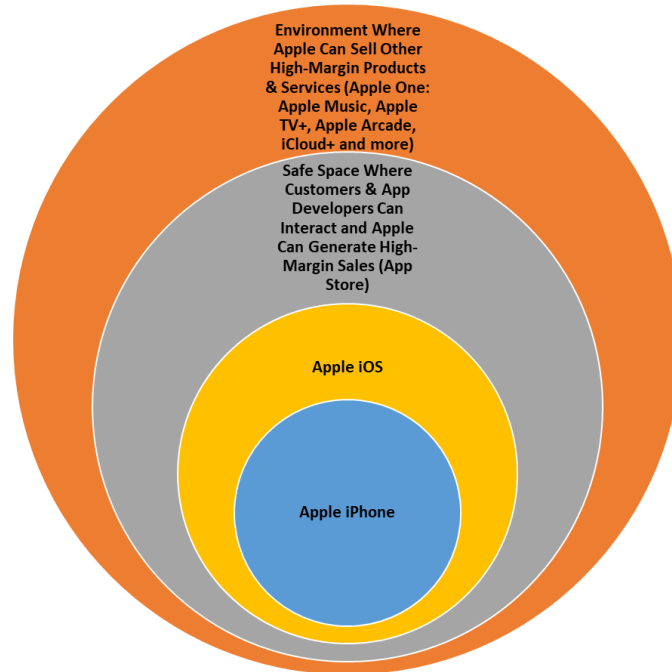 Environment Where
Apple Can Sell Other
High-Margin Products
& Services (Apple One:
Apple Music, Apple
TV+, Apple Arcade,
iCloud+ and more)
Safe Space Where
Customers & App
Developers Can
Interact and Apple
Can Generate High-
Margin Sales (App
Store)
Apple iOS
Apple iPhone